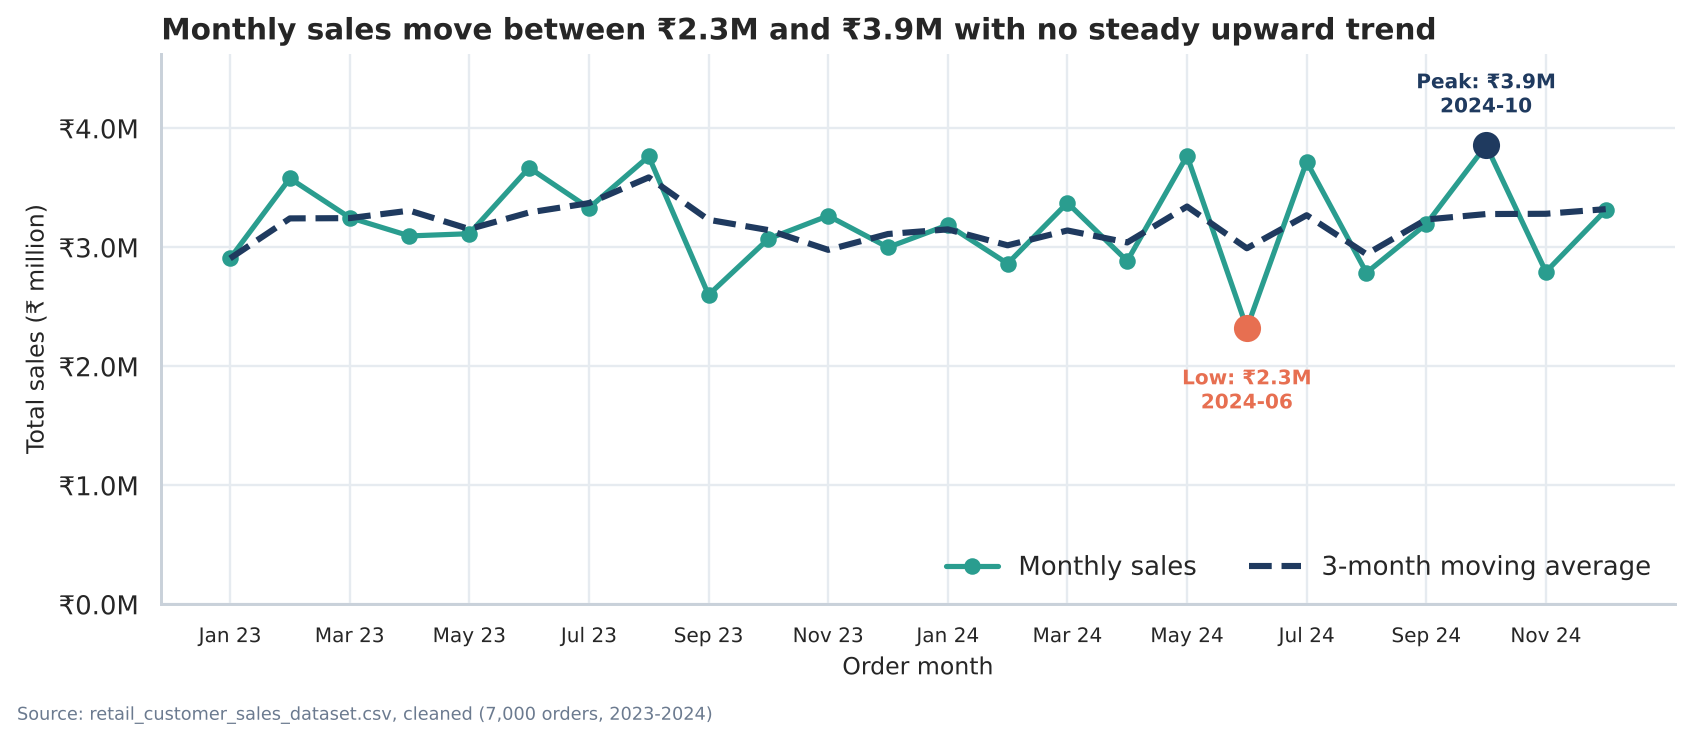 Monthly sales move between ₹2.3M and ₹3.9M with no steady upward trend
Peak: ₹3.9M
2024-10
₹4.0M
₹3.0M
₹2.0M
₹1.0M
₹0.0M
Total sales (₹ million)
Low: ₹2.3M
2024-06
Monthly sales
3-month moving average
Jan 23
Mar 23
May 23
Jul 23
Sep 23
Nov 23
Jan 24
Mar 24
May 24
Jul 24
Sep 24
Nov 24
Order month
Source: retail_customer_sales_dataset.csv, cleaned (7,000 orders, 2023-2024)